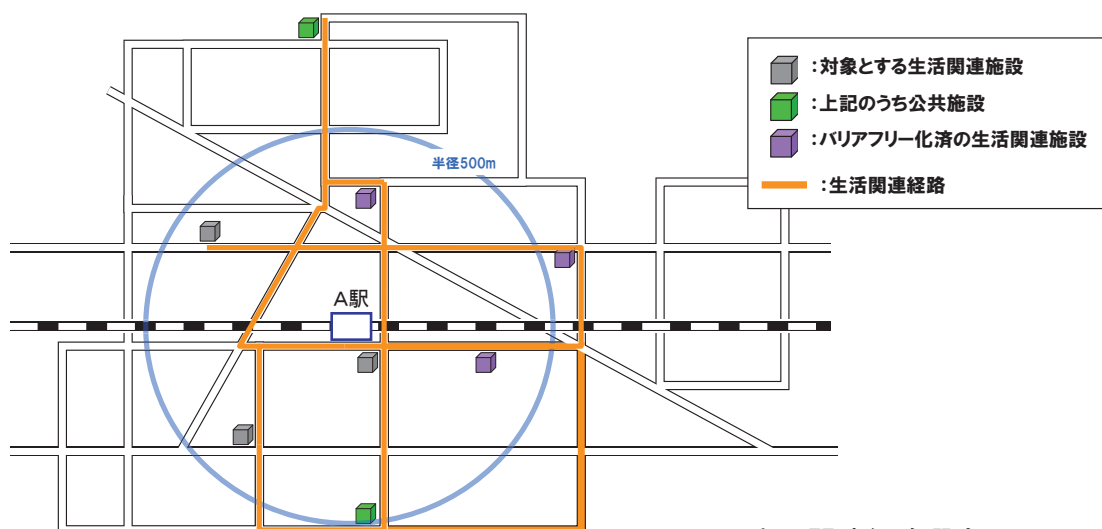 :対象とする生活関連施設
:上記のうち公共施設
:バリアフリー化済の生活関連施設
:生活関連経路
半径500m
A駅